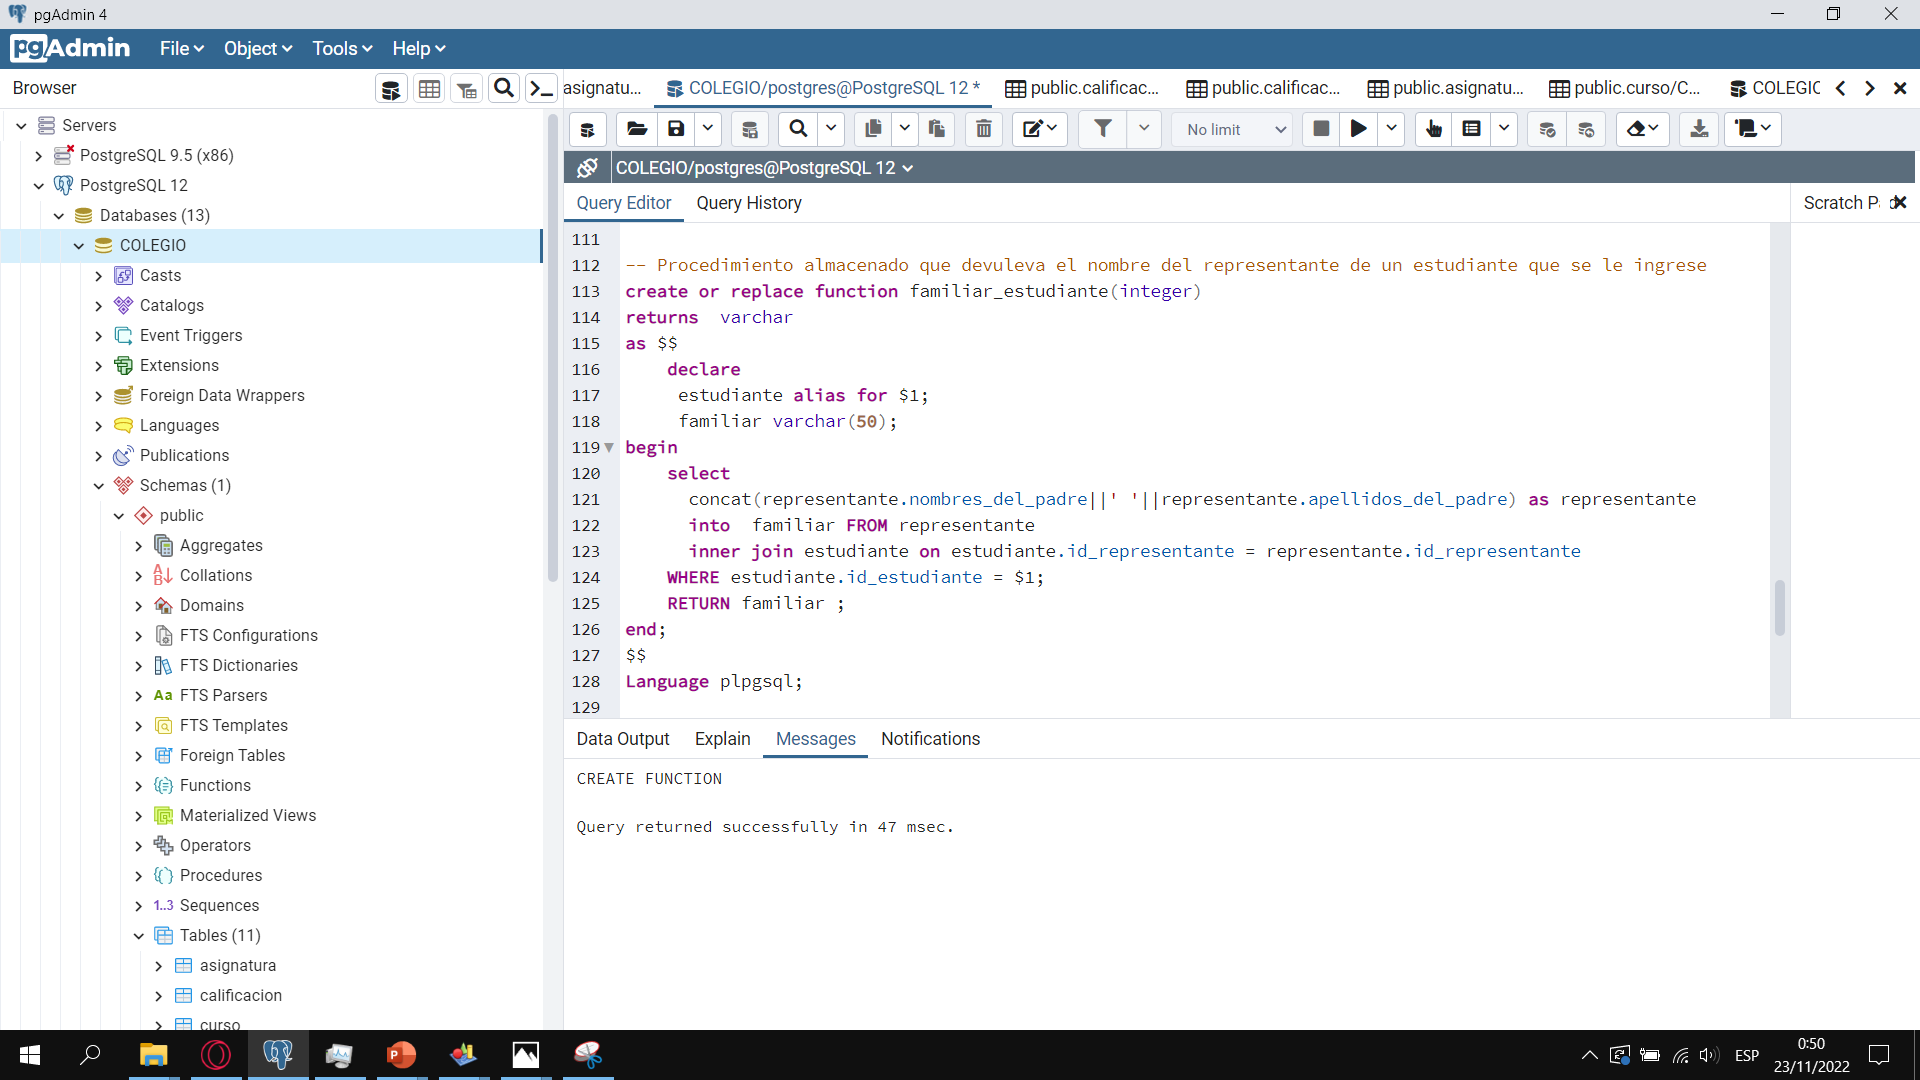 pgAdmin 4
pgAdmin File Object Tools Help
Browser
asignatu... COLEGIO/postgres@PostgreSQL 12 * public.calificac... public.calificac... public.asignatu... public.curso/C... COLEGIO
No limit
COLEGIO/postgres@PostgreSQL 12
Query Editor Query History Scratch P
Servers
PostgreSQL 9.5 (x86)
PostgreSQL 12
Databases (13)
COLEGIO
Casts
Catalogs
Event Triggers
Extensions
Foreign Data Wrappers
Languages
Publications
Schemas (1)
public
Aggregates
Collations
Domains
FTS Configurations
FTS Dictionaries
Aa FTS Parsers
FTS Templates
Foreign Tables
Functions
Materialized Views
Operators
Procedures
1..3 Sequences
Tables (11)
asignatura
calificacion
curso
111
112 -- Procedimiento almacenado que devuleva el nombre del representante de un estudiante que se le ingrese
113 create or replace function familiar_estudiante(integer)
114 returns  varchar
115 as $$
116     declare
117      estudiante alias for $1;
118      familiar varchar(50);
119 begin
120     select
121       concat(representante.nombres_del_padre||' '||representante.apellidos_del_padre) as representante
122       into  familiar FROM representante
123       inner join estudiante on estudiante.id_representante = representante.id_representante
124     WHERE estudiante.id_estudiante = $1;
125     RETURN familiar ;
126 end;
127 $$
128 Language plpgsql;
129
Data Output Explain Messages Notifications
CREATE FUNCTION
Query returned successfully in 47 msec.
ESP
0:50
23/11/2022